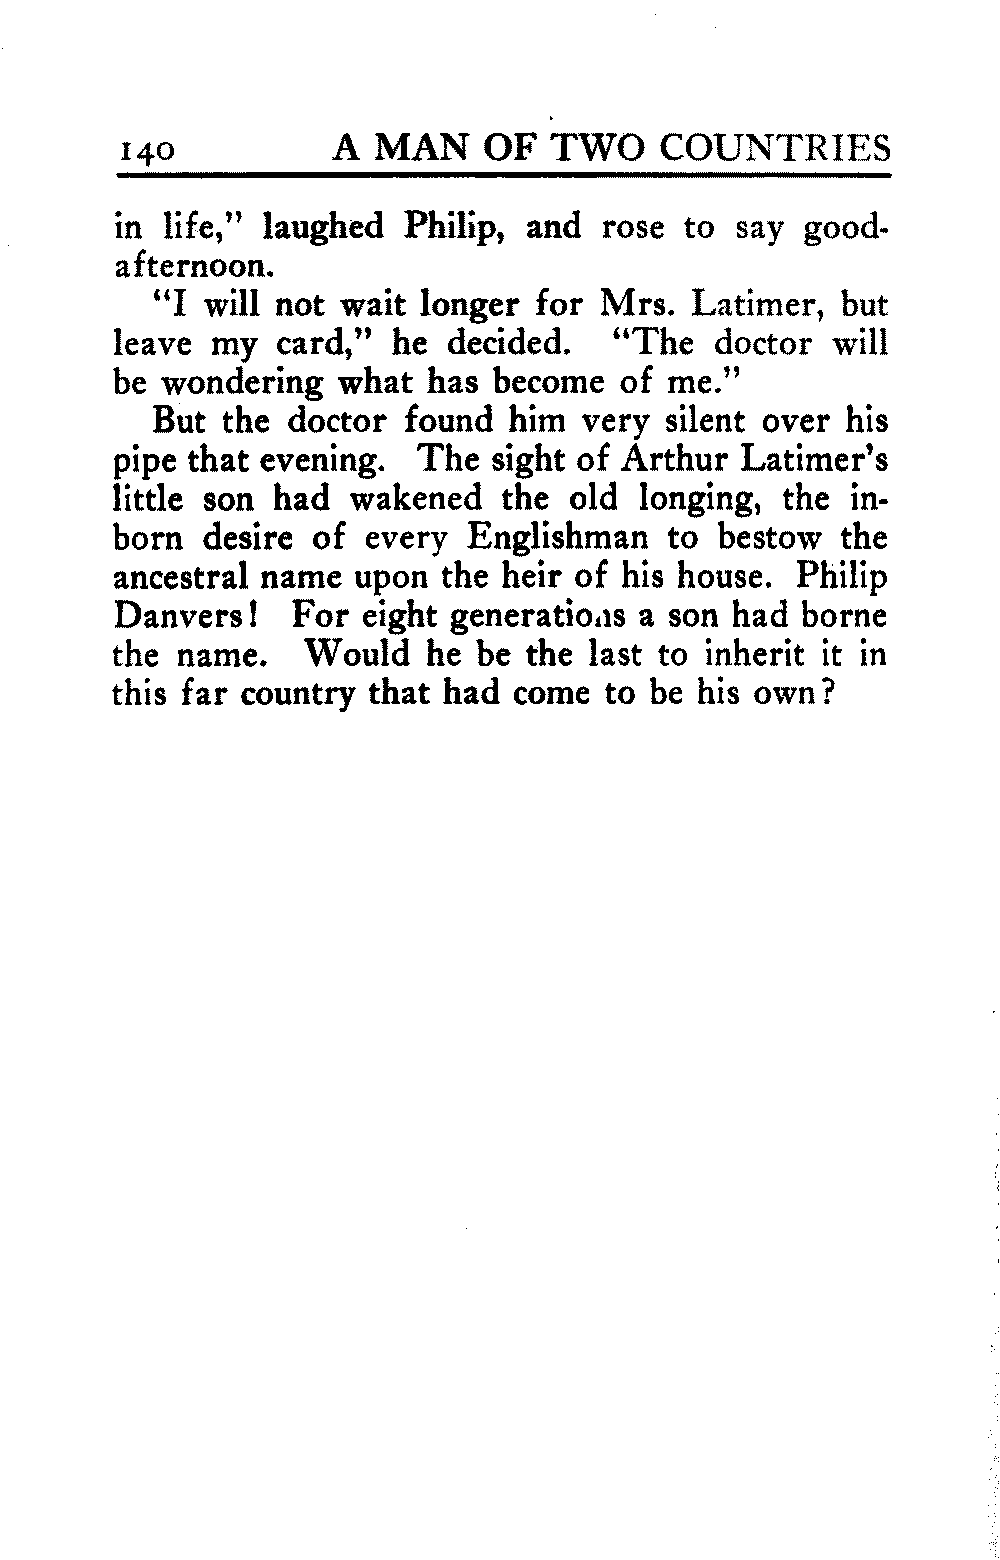 140 A MAN OF TWO COUNTRIES
in life," laughed Philip, and rose to say good-
afternoon.
"I will not wait longer for Mrs. Latimer, but
leave my card," he decided. "The doctor will
be wondering what has become of me."
But the doctor found him very silent over his
pipe that evening. The sight of Arthur Latimer's
little son had wakened the old longing, the in-
born desire of every Englishman to bestow the
ancestral name upon the heir of his house. Philip
Danvers! For eight generations a son had borne
the name. Would he be the last to inherit it in
this far country that had come to be his own?